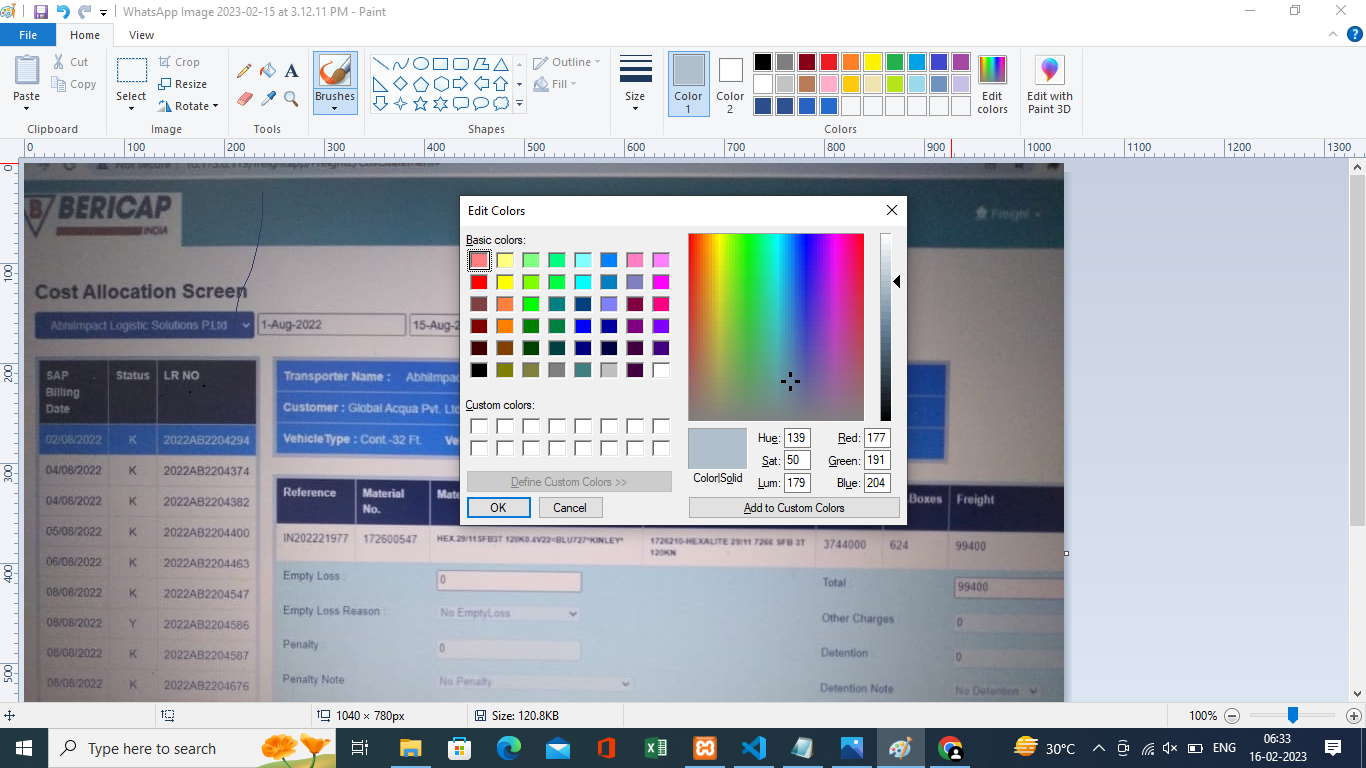 WhatsApp Image 2023-02-15 at 3.12.11 PM - Paint
File Home View
Paste Cut Copy Clipboard
Select Crop Resize Rotate Image
Tools
Brushes
Outline Fill Shapes
Size
Color 1 Color 2 Colors
Edit colors
Edit with Paint 3D
0 100 200 300 400 500 600 700 800 900 1000 1100 1200 1300
0
100
200
300
400
500
Not secure
BERICAP
INDIA
Freight
Cost Allocation Screen
Abhilmpact Logistic Solutions P.Ltd 1-Aug-2022 15-Aug-2
SAP Billing Date Status LR NO
02/08/2022 K 2022AB2204294
04/08/2022 K 2022AB2204374
04/08/2022 K 2022AB2204382
05/08/2022 K 2022AB2204400
06/08/2022 K 2022AB2204463
08/08/2022 K 2022AB2204547
08/08/2022 Y 2022AB2204586
08/08/2022 K 2022AB2204587
08/08/2022 K 2022AB2204676
Transporter Name : Abhilmpac
Customer : Global Acqua Pvt. Ltd
VehicleType : Cont.-32 Ft. Ve
Reference Material No. Mate .Boxes Freight
IN202221977 172600547 HEX.29/11SFB3T 120K0.4V22<BLU727*KINLEY* 1726210-HEXALITE 29/11 7266 SFB 3T 120KN 3744000 624 99400
Empty Loss : 0
Empty Loss Reason : No EmptyLoss
Penalty 0
Penalty Note No Penalty
Total : 99400
Other Charges : 0
Detention : 0
Detention Note No Detention
Edit Colors
Basic colors:
Custom colors:
Define Custom Colors >>
OK Cancel
Color|Solid
Hue: 139 Red: 177
Sat: 50 Green: 191
Lum: 179 Blue: 204
Add to Custom Colors
1040 × 780px Size: 120.8KB 100%
Type here to search
30°C ENG 06:33
16-02-2023